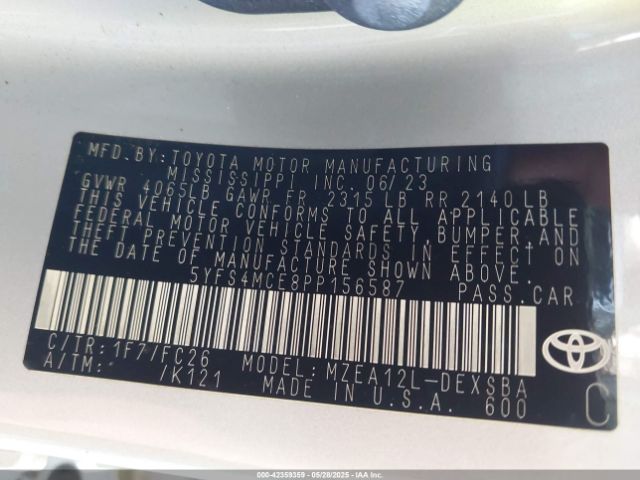 MFD.BY:TOYOTA MOTOR MANUFACTURING
MISSISSIPPI INC. 06/23
GVWR 4065LB GAWR FR 2315 LB RR 2140 LB
THIS VEHICLE CONFORMS TO ALL APPLICABLE
FEDERAL MOTOR VEHICLE SAFETY, BUMPER, AND
THEFT PREVENTION STANDARDS IN EFFECT ON
THE DATE OF MANUFACTURE SHOWN ABOVE.
5YFS4MCE8PP156587 PASS.CAR
C/TR: 1F7/FC26 MODEL: MZEA12L-DEXSBA
A/TM: /K121 MADE IN U.S.A. 600
C
000-42359359 05/28/2025 Copyright IAAI, Inc.